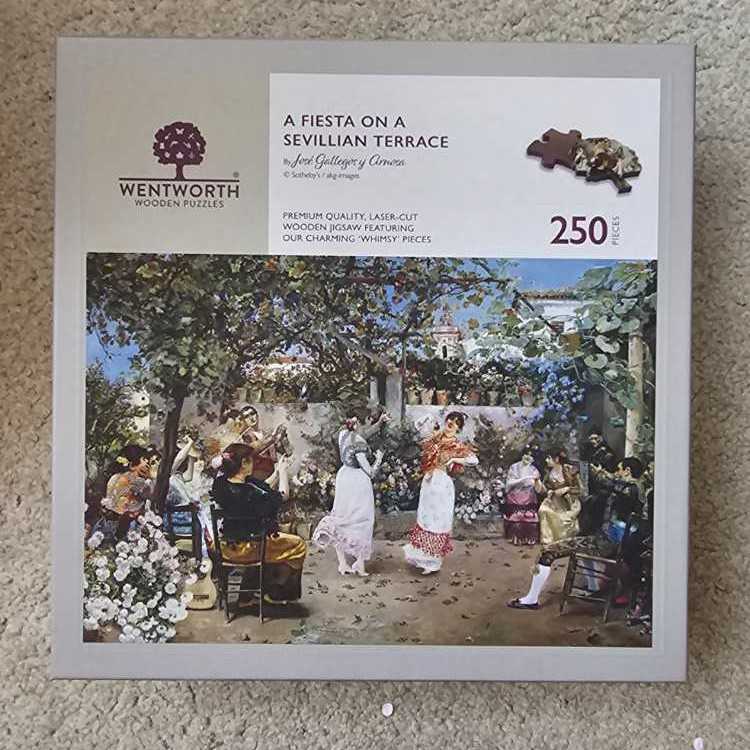 A FIESTA ON A
SEVILLIAN TERRACE
By José Gallegos y Arnosa
© Sotheby's / akg-images
WENTWORTH®
WOODEN PUZZLES
PREMIUM QUALITY, LASER-CUT
WOODEN JIGSAW FEATURING
OUR CHARMING 'WHIMSY' PIECES
250 PIECES